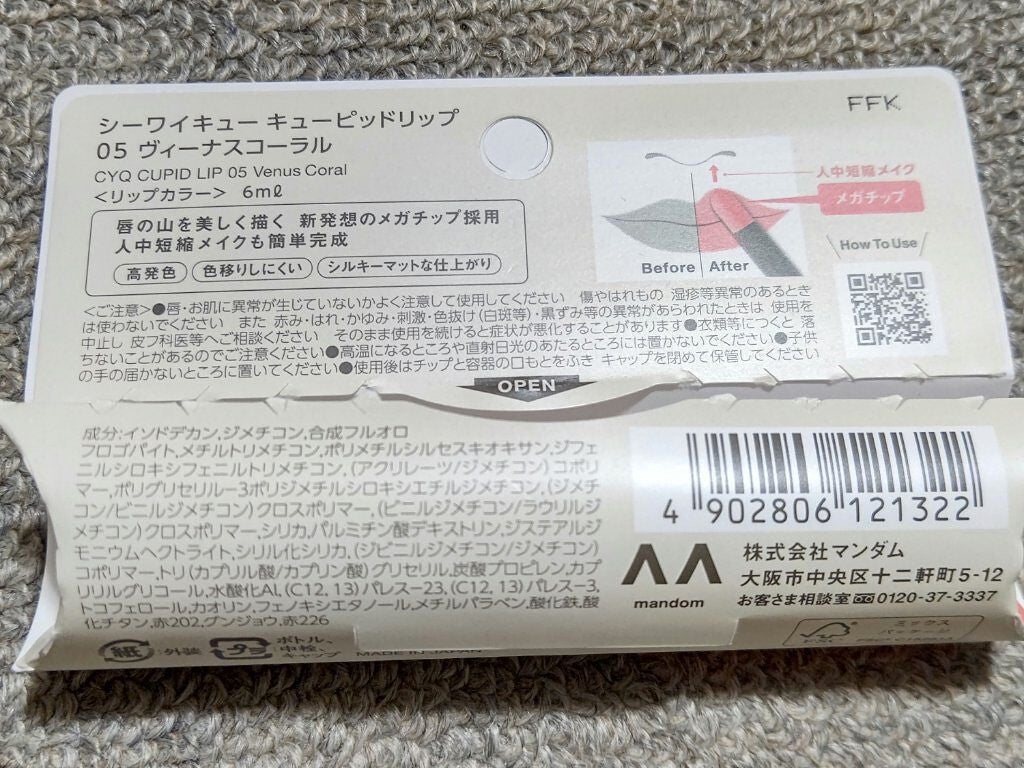 FFK
シーワイキュー キューピッドリップ
05 ヴィーナスコーラル
CYQ CUPID LIP 05 Venus Coral
<リップカラー> 6mℓ
唇の山を美しく描く 新発想のメガチップ採用
人中短縮メイクも簡単完成
高発色 色移りしにくい シルキーマットな仕上がり
人中短縮メイク
メガチップ
Before After
How To Use
<ご注意>●唇・お肌に異常が生じていないかよく注意して使用してください 傷やはれもの 湿疹等異常のあるとき
は使わないでください また 赤み・はれ・かゆみ・刺激・色抜け(白斑等)・黒ずみ等の異常があらわれたときは 使用を
中止し 皮フ科医等へご相談ください そのまま使用を続けると症状が悪化することがあります●衣類等につくと 落
ちないことがあるのでご注意ください●高温になるところや直射日光のあたるところには置かないでください●子供
の手の届かないところに置いてください●使用後はチップと容器の口もとをふき キャップを閉めて保管してください
OPEN
成分:イソドデカン,ジメチコン,合成フルオロ
フロゴパイト,メチルトリメチコン,ポリメチルシルセスキオキサン,ジフェ
ニルシロキシフェニルトリメチコン,(アクリレーツ/ジメチコン)コポリ
マー,ポリグリセリル-3ポリジメチルシロキシエチルジメチコン,(ジメチ
コン/ビニルジメチコン)クロスポリマー,(ビニルジメチコン/ラウリルジ
メチコン)クロスポリマー,シリカ,パルミチン酸デキストリン,ジステアルジ
モニウムヘクトライト,シリル化シリカ,(ジビニルジメチコン/ジメチコン)
コポリマー,トリ(カプリル酸/カプリン酸)グリセリル,炭酸プロピレン,カプ
リリルグリコール,水酸化Al,(C12, 13)パレス-23,(C12, 13)パレス-3,
トコフェロール,カオリン,フェノキシエタノール,メチルパラベン,酸化鉄,酸
化チタン,赤202,グンジョウ,赤226
4 902806 121322
mandom
株式会社マンダム
大阪市中央区十二軒町5-12
お客さま相談室 0120-37-3337
紙 :外装
プラ ボトル,
中栓,
キャップ
MADE IN JAPAN
FSC
ミックス
パッケージ